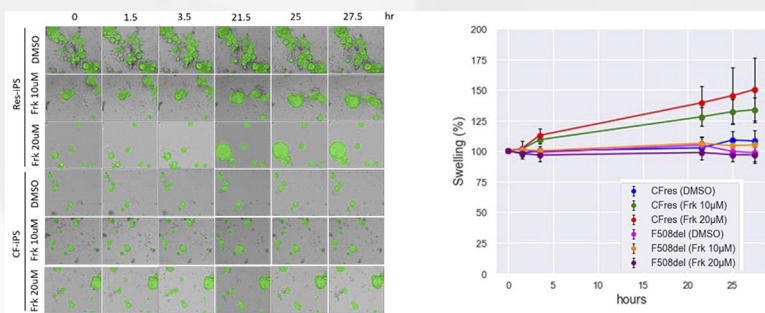 0 1.5 3.5 21.5 25 27.5 hr
Res-iPS
DMSO
Frk 10uM
Frk 20uM
CF-iPS
DMSO
Frk 10uM
Frk 20uM
200
175
150
125
100
75
50
25
0
Swelling (%)
0 5 10 15 20 25
hours
CFres (DMSO)
CFres (Frk 10μM)
CFres (Frk 20μM)
F508del (DMSO)
F508del (Frk 10μM)
F508del (Frk 20μM)